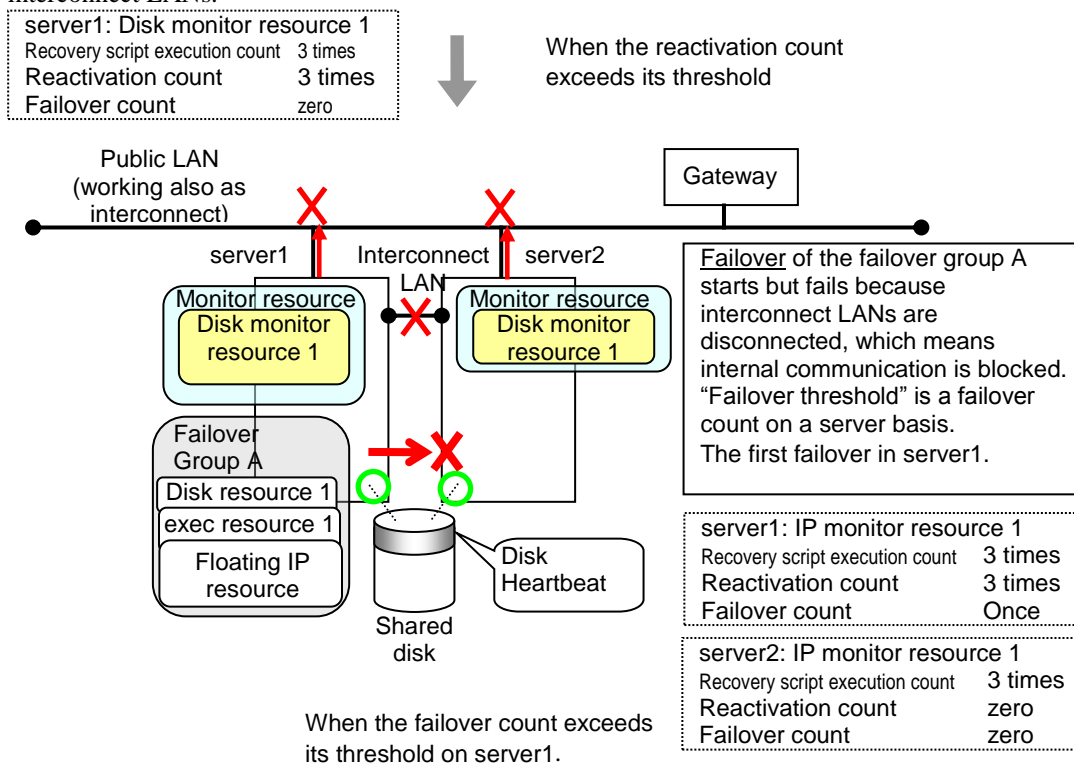 interconnect LANs.
server1: Disk monitor resource 1
Recovery script execution count 3 times
Reactivation count 3 times
Failover count zero
When the reactivation count
exceeds its threshold
Public LAN
(working also as
interconnect)
Gateway
server1
Interconnect
LAN
server2
Monitor resource
Disk monitor
resource 1
Monitor resource
Disk monitor
resource 1
Failover of the failover group A
starts but fails because
interconnect LANs are
disconnected, which means
internal communication is blocked.
“Failover threshold” is a failover
count on a server basis.
The first failover in server1.
Failover
Group A
Disk resource 1
exec resource 1
Floating IP
resource
Disk
Heartbeat
Shared
disk
server1: IP monitor resource 1
Recovery script execution count 3 times
Reactivation count 3 times
Failover count Once
server2: IP monitor resource 1
Recovery script execution count 3 times
Reactivation count zero
Failover count zero
When the failover count exceeds
its threshold on server1.